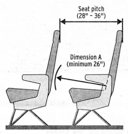 Seat pitch
(28" - 36")
Dimension A
(minimum 26")